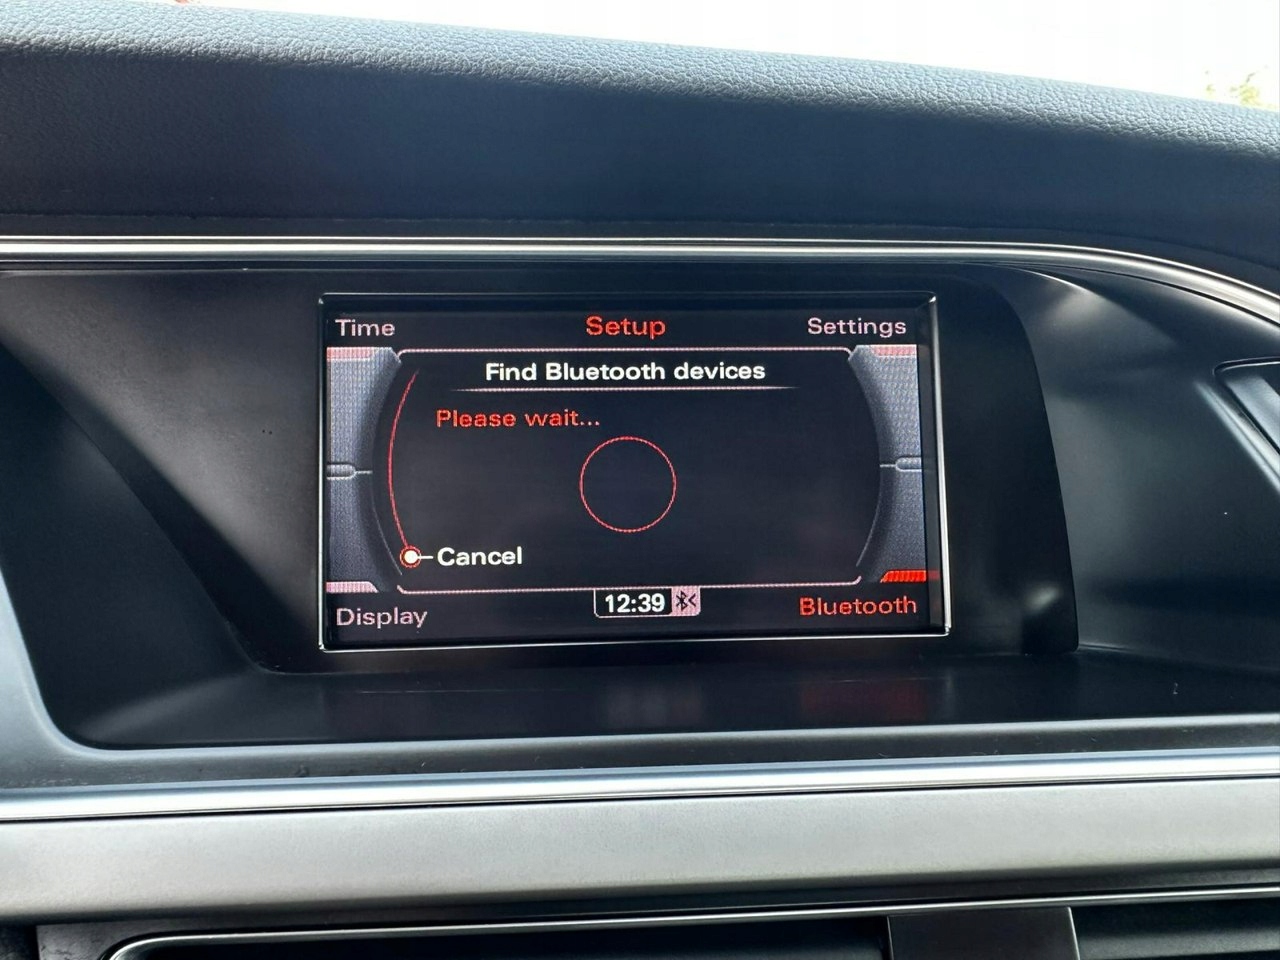 Time Setup Settings
Find Bluetooth devices
Please wait...
Cancel
Display 12:39 Bluetooth